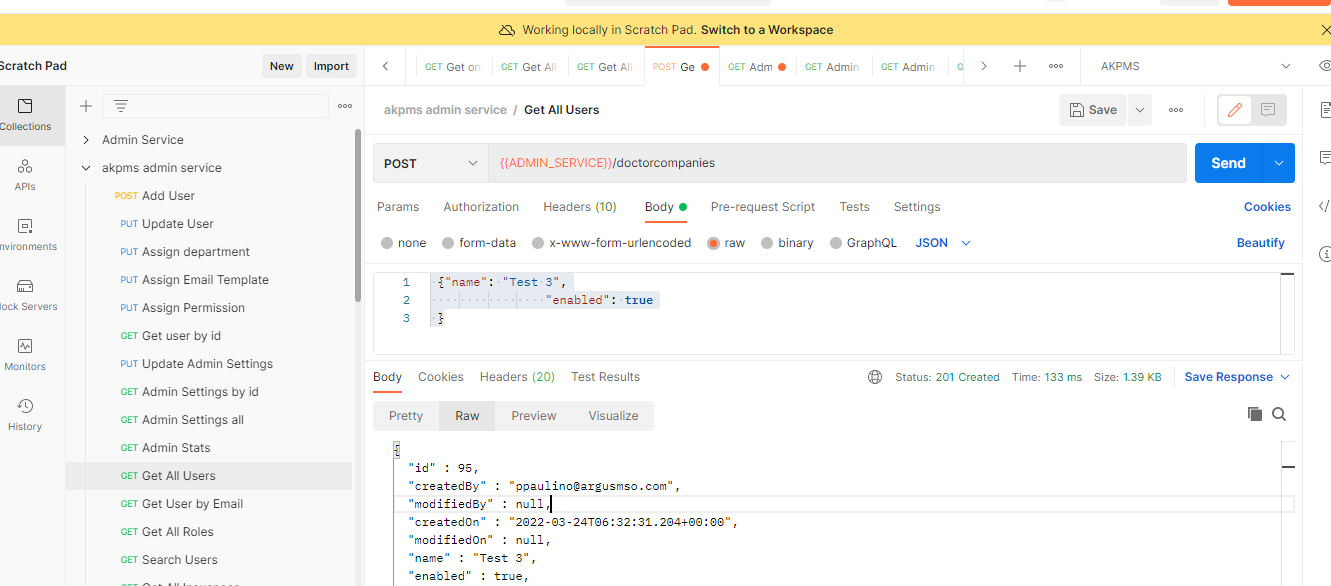 Working locally in Scratch Pad. Switch to a Workspace
Scratch Pad
New
Import
GET Get on
GET Get All
GET Get All
POST Ge
GET Adm
GET Admin
GET Admin
AKPMS
Collections
APIs
nvironments
Mock Servers
Monitors
History
Admin Service
akpms admin service
POST Add User
PUT Update User
PUT Assign department
PUT Assign Email Template
PUT Assign Permission
GET Get user by id
PUT Update Admin Settings
GET Admin Settings by id
GET Admin Settings all
GET Admin Stats
GET Get All Users
GET Get User by Email
GET Get All Roles
GET Search Users
akpms admin service / Get All Users
Save
POST
{{ADMIN_SERVICE}}/doctorcompanies
Send
Params
Authorization
Headers (10)
Body
Pre-request Script
Tests
Settings
Cookies
none
form-data
x-www-form-urlencoded
raw
binary
GraphQL
JSON
Beautify
1 {"name": "Test 3",
2 "enabled": true
3 }
Body
Cookies
Headers (20)
Test Results
Status: 201 Created
Time: 133 ms
Size: 1.39 KB
Save Response
Pretty
Raw
Preview
Visualize
{
"id" : 95,
"createdBy" : "ppaulino@argusmso.com",
"modifiedBy" : null,
"createdOn" : "2022-03-24T06:32:31.204+00:00",
"modifiedOn" : null,
"name" : "Test 3",
"enabled" : true,